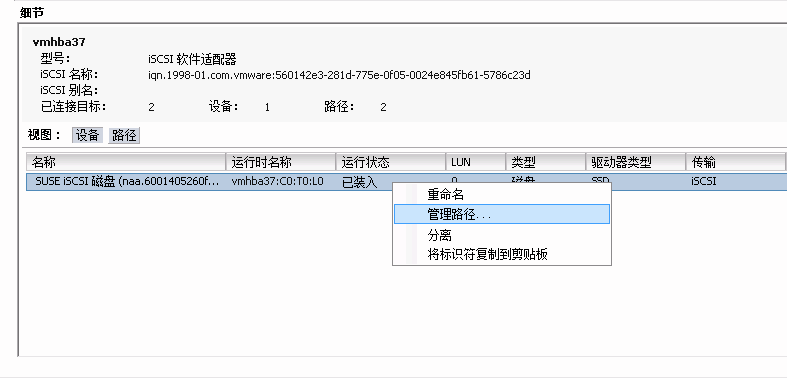 细节
vmhba37
型号：	iSCSI 软件适配器
iSCSI 名称：	iqn.1998-01.com.vmware:560142e3-281d-775e-0f05-0024e845fb61-5786c23d
iSCSI 别名：
已连接目标：	2	设备：	1	路径：	2
视图： 设备 路径
名称	运行时名称	运行状态	LUN	类型	驱动器类型	传输
SUSE iSCSI 磁盘 (naa.6001405260f...	vmhba37:C0:T0:L0	已装入	0	磁盘	SSD	iSCSI
重命名
管理路径...
分离
将标识符复制到剪贴板